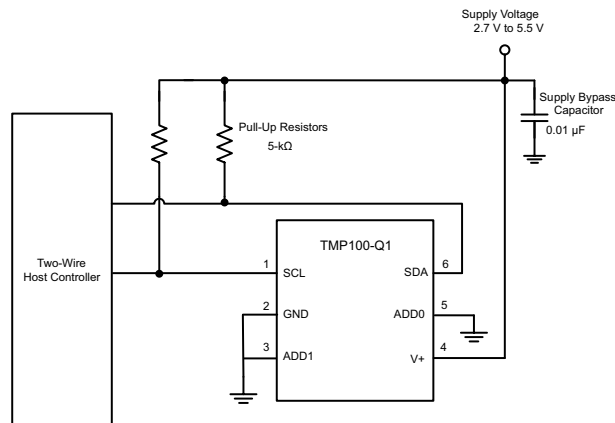 Supply Voltage
2.7 V to 5.5 V
Supply Bypass
Capacitor
0.01 µF
Pull-Up Resistors
5-kΩ
Two-Wire
Host Controller
TMP100-Q1
1
SCL
SDA
6
2
GND
ADD0
5
3
ADD1
V+
4